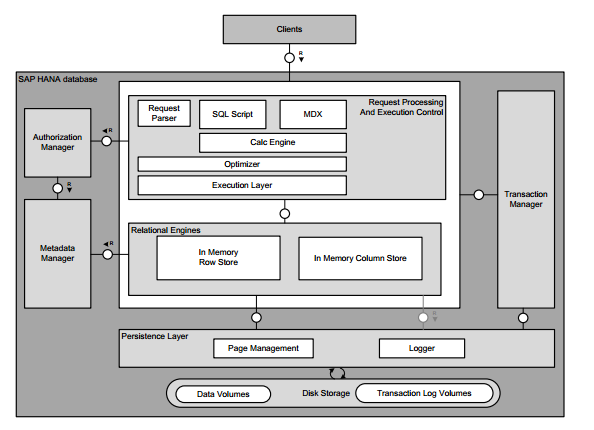 Clients
R
SAP HANA database
Request Processing
And Execution Control
Request
Parser
SQL Script
MDX
Calc Engine
Optimizer
Execution Layer
Authorization
Manager
R
R
Metadata
Manager
R
Transaction
Manager
Relational Engines
In Memory
Row Store
In Memory Column Store
Persistence Layer
Page Management
Logger
Data Volumes
Disk Storage
Transaction Log Volumes